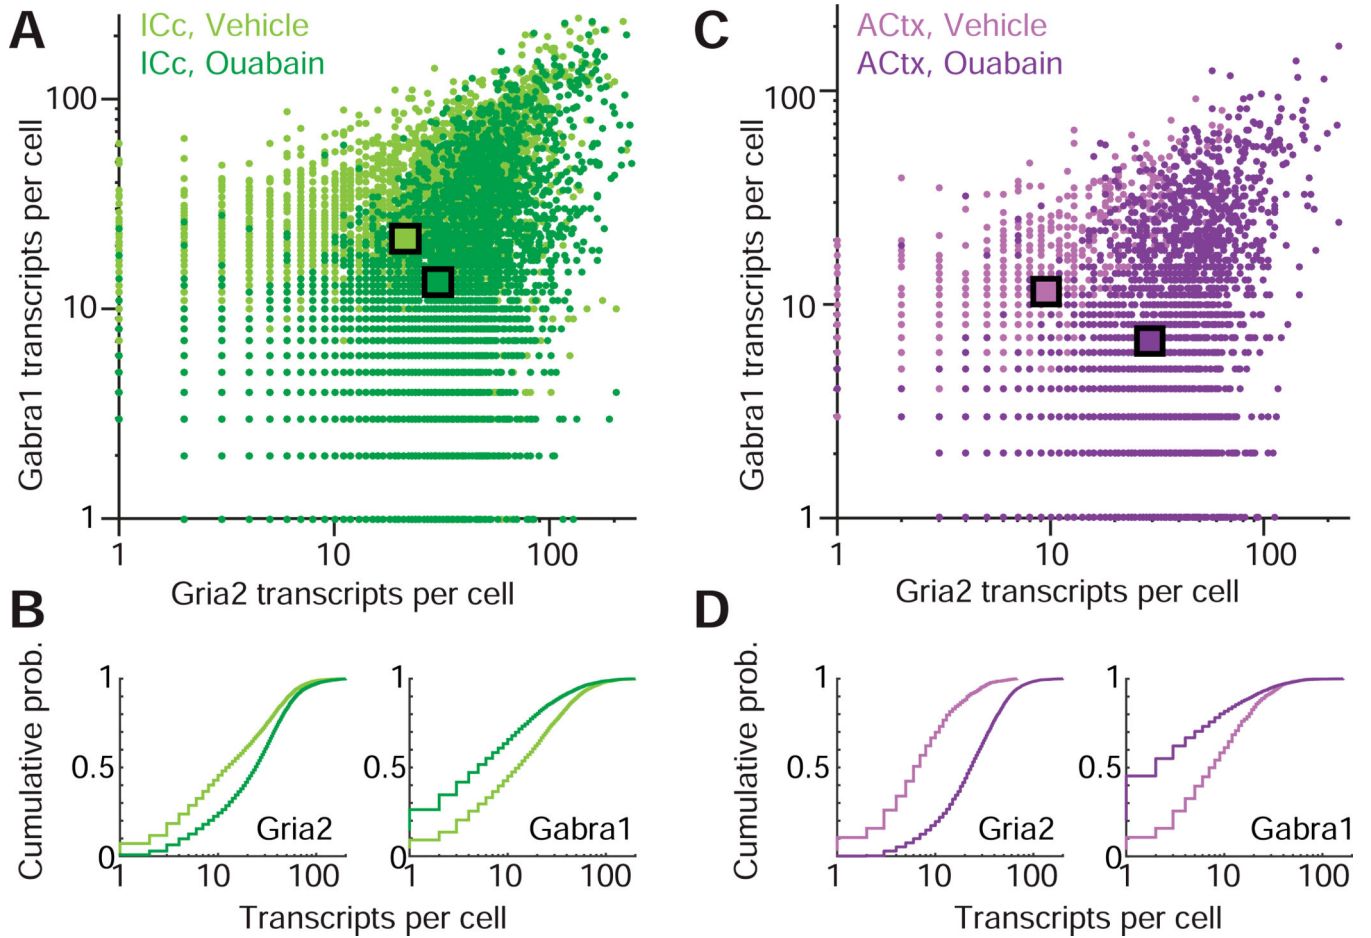 A
ICc, Vehicle
ICc, Ouabain
Gabra1 transcripts per cell
100
10
1
1
10
100
Gria2 transcripts per cell
C
ACtx, Vehicle
ACtx, Ouabain
Gabra1 transcripts per cell
100
10
1
1
10
100
Gria2 transcripts per cell
B
Cumulative prob.
1
0.5
0
Gria2
1
10
100
1
0.5
0
Gabra1
1
10
100
Transcripts per cell
D
Cumulative prob.
1
0.5
0
Gria2
1
10
100
1
0.5
0
Gabra1
1
10
100
Transcripts per cell